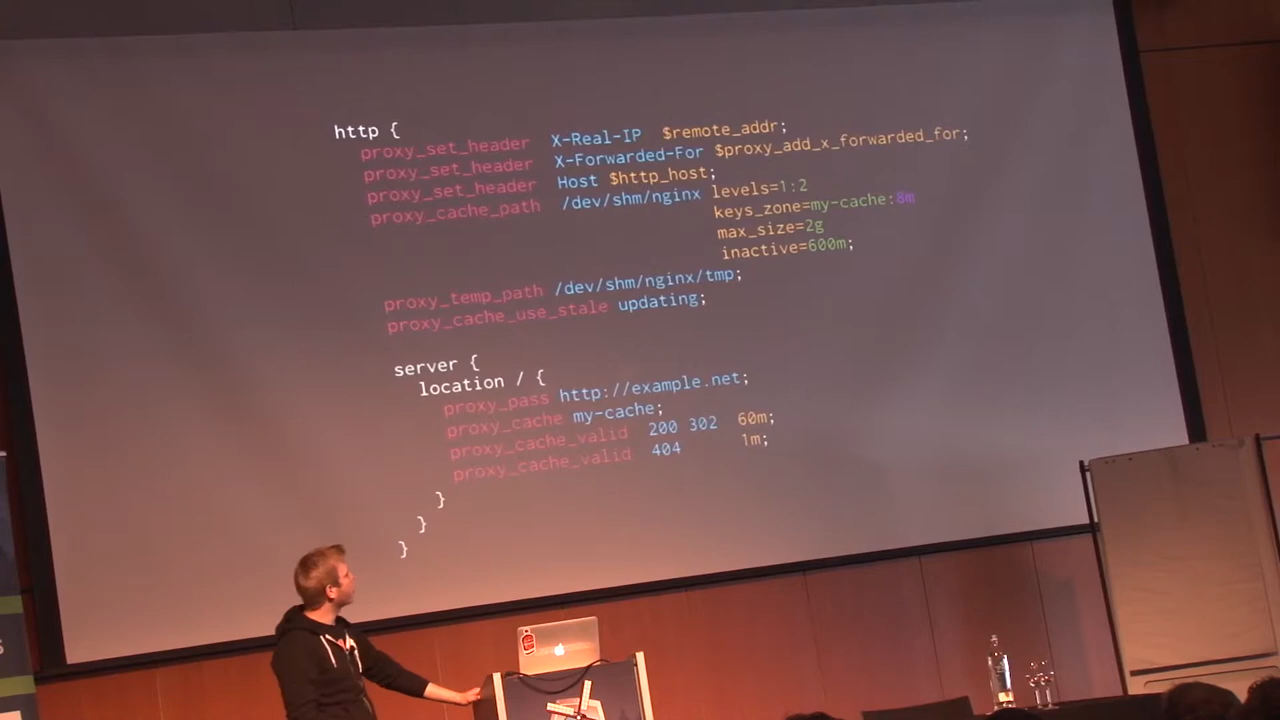 http {
proxy_set_header X-Real-IP $remote_addr;
proxy_set_header X-Forwarded-For $proxy_add_x_forwarded_for;
proxy_set_header Host $http_host;
proxy_cache_path /dev/shm/nginx levels=1:2
keys_zone=my-cache:8m
max_size=2g
inactive=600m;
proxy_temp_path /dev/shm/nginx/tmp;
proxy_cache_use_stale updating;
server {
location / {
proxy_pass http://example.net;
proxy_cache my-cache;
proxy_cache_valid 200 302 60m;
proxy_cache_valid 404 1m;
}
}
}